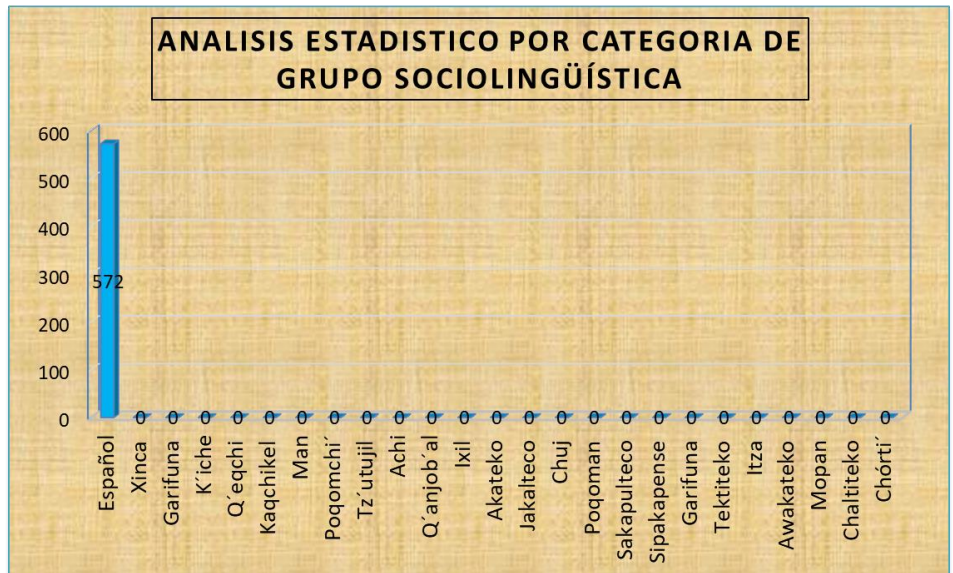 ANALISIS ESTADISTICO POR CATEGORIA DE
GRUPO SOCIOLINGÜÍSTICA
600
500
400
300
200
100
0
572
0 0 0 0 0 0 0 0 0 0 0 0 0 0 0 0 0 0 0 0 0 0 0 0
Español
Xinca
Garifuna
K´iche
Q´eqchi
Kaqchikel
Man
Poqomchi´
Tz´utujil
Achi
Q´anjob´al
Ixil
Akateko
Jakalteco
Chuj
Poqoman
Sakapulteco
Sipakapense
Garifuna
Tektiteko
Itza
Awakateko
Mopan
Chaltiteko
Chórti´